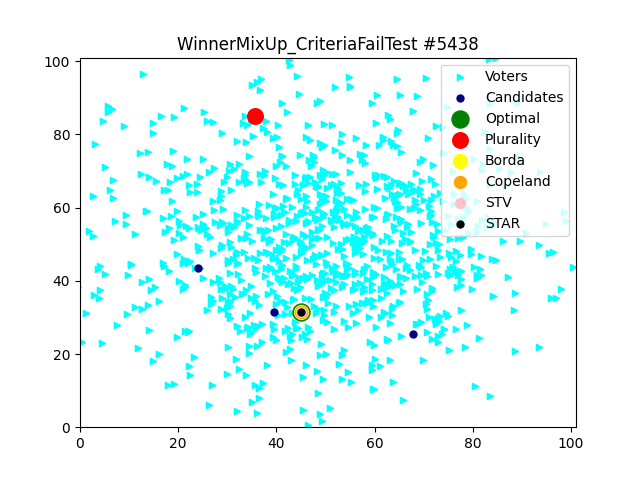 WinnerMixUp_CriteriaFailTest #5438
100
80
60
40
20
0
0
20
40
60
80
100
Voters
Candidates
Optimal
Plurality
Borda
Copeland
STV
STAR